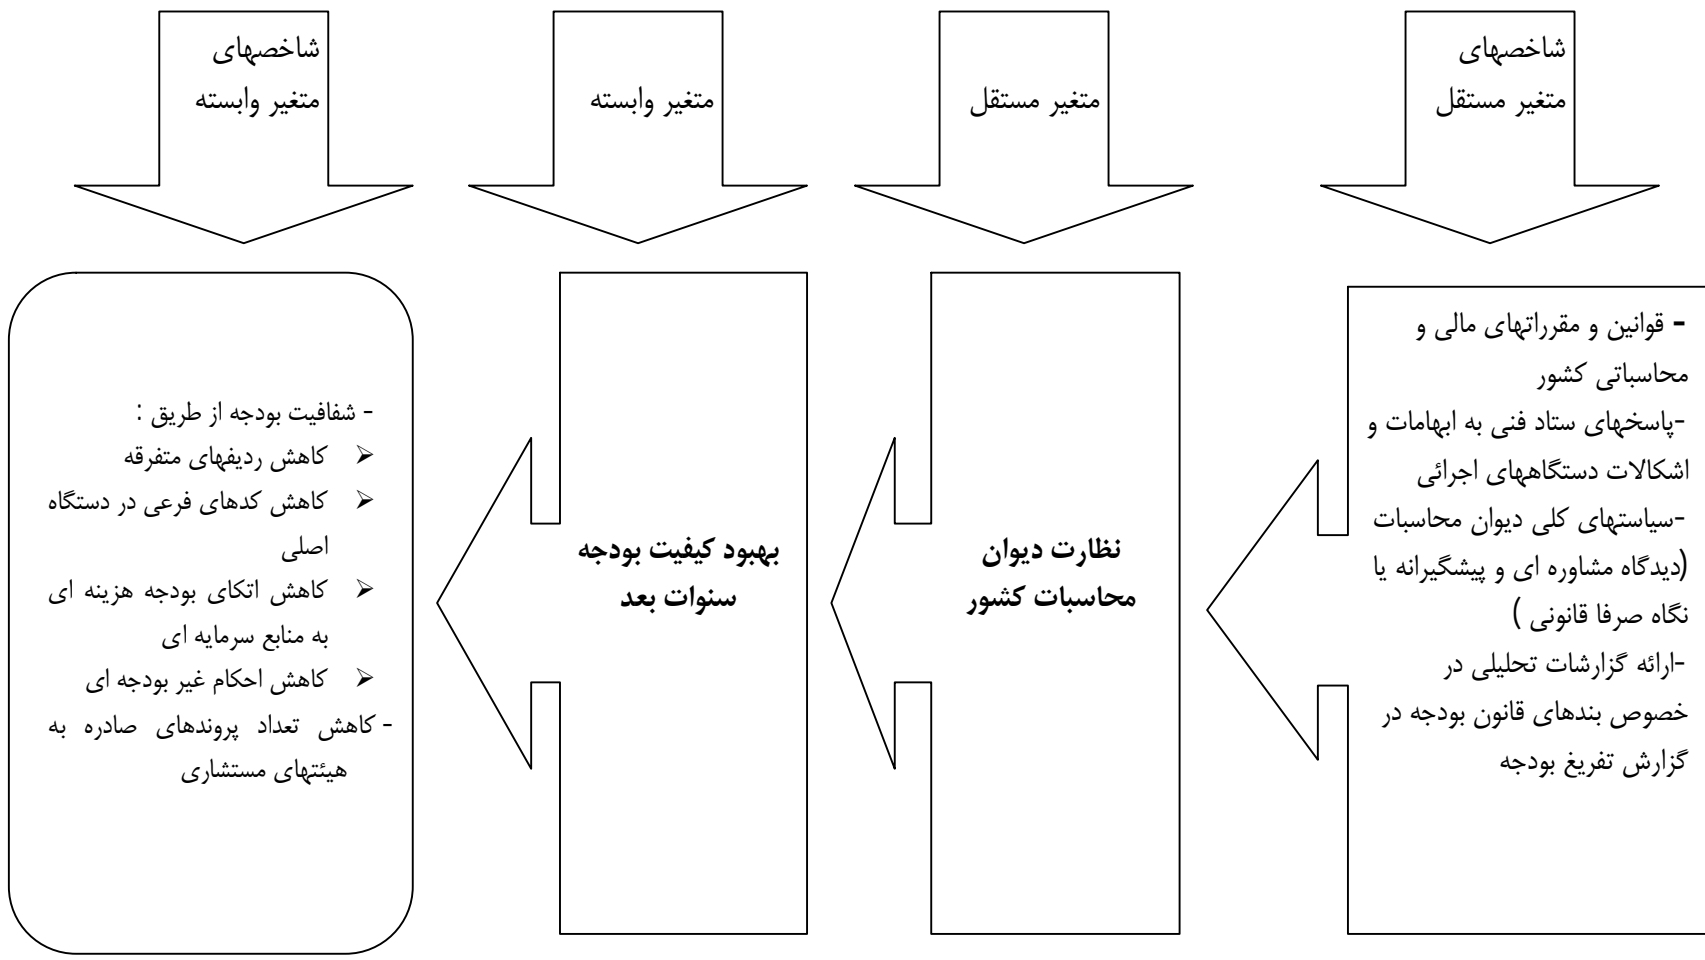 شاخصهای
متغیر مستقل
متغیر مستقل
متغیر وابسته
شاخصهای
متغیر وابسته
- قوانین و مقرراتهای مالی و
محاسباتی کشور
-پاسخهای ستاد فنی به ابهامات و
اشکالات دستگاههای اجرائی
-سیاستهای کلی دیوان محاسبات
(دیدگاه مشاوره ای و پیشگیرانه یا
نگاه صرفا قانونی )
-ارائه گزارشات تحلیلی در
خصوص بندهای قانون بودجه در
گزارش تفریغ بودجه
نظارت دیوان
محاسبات کشور
بهبود کیفیت بودجه
سنوات بعد
- شفافیت بودجه از طریق :
⮚ کاهش ردیفهای متفرقه
⮚ کاهش کدهای فرعی در دستگاه
اصلی
⮚ کاهش اتکای بودجه هزینه ای
به منابع سرمایه ای
⮚ کاهش احکام غیر بودجه ای
- کاهش تعداد پروندهای صادره به
هیئتهای مستشاری